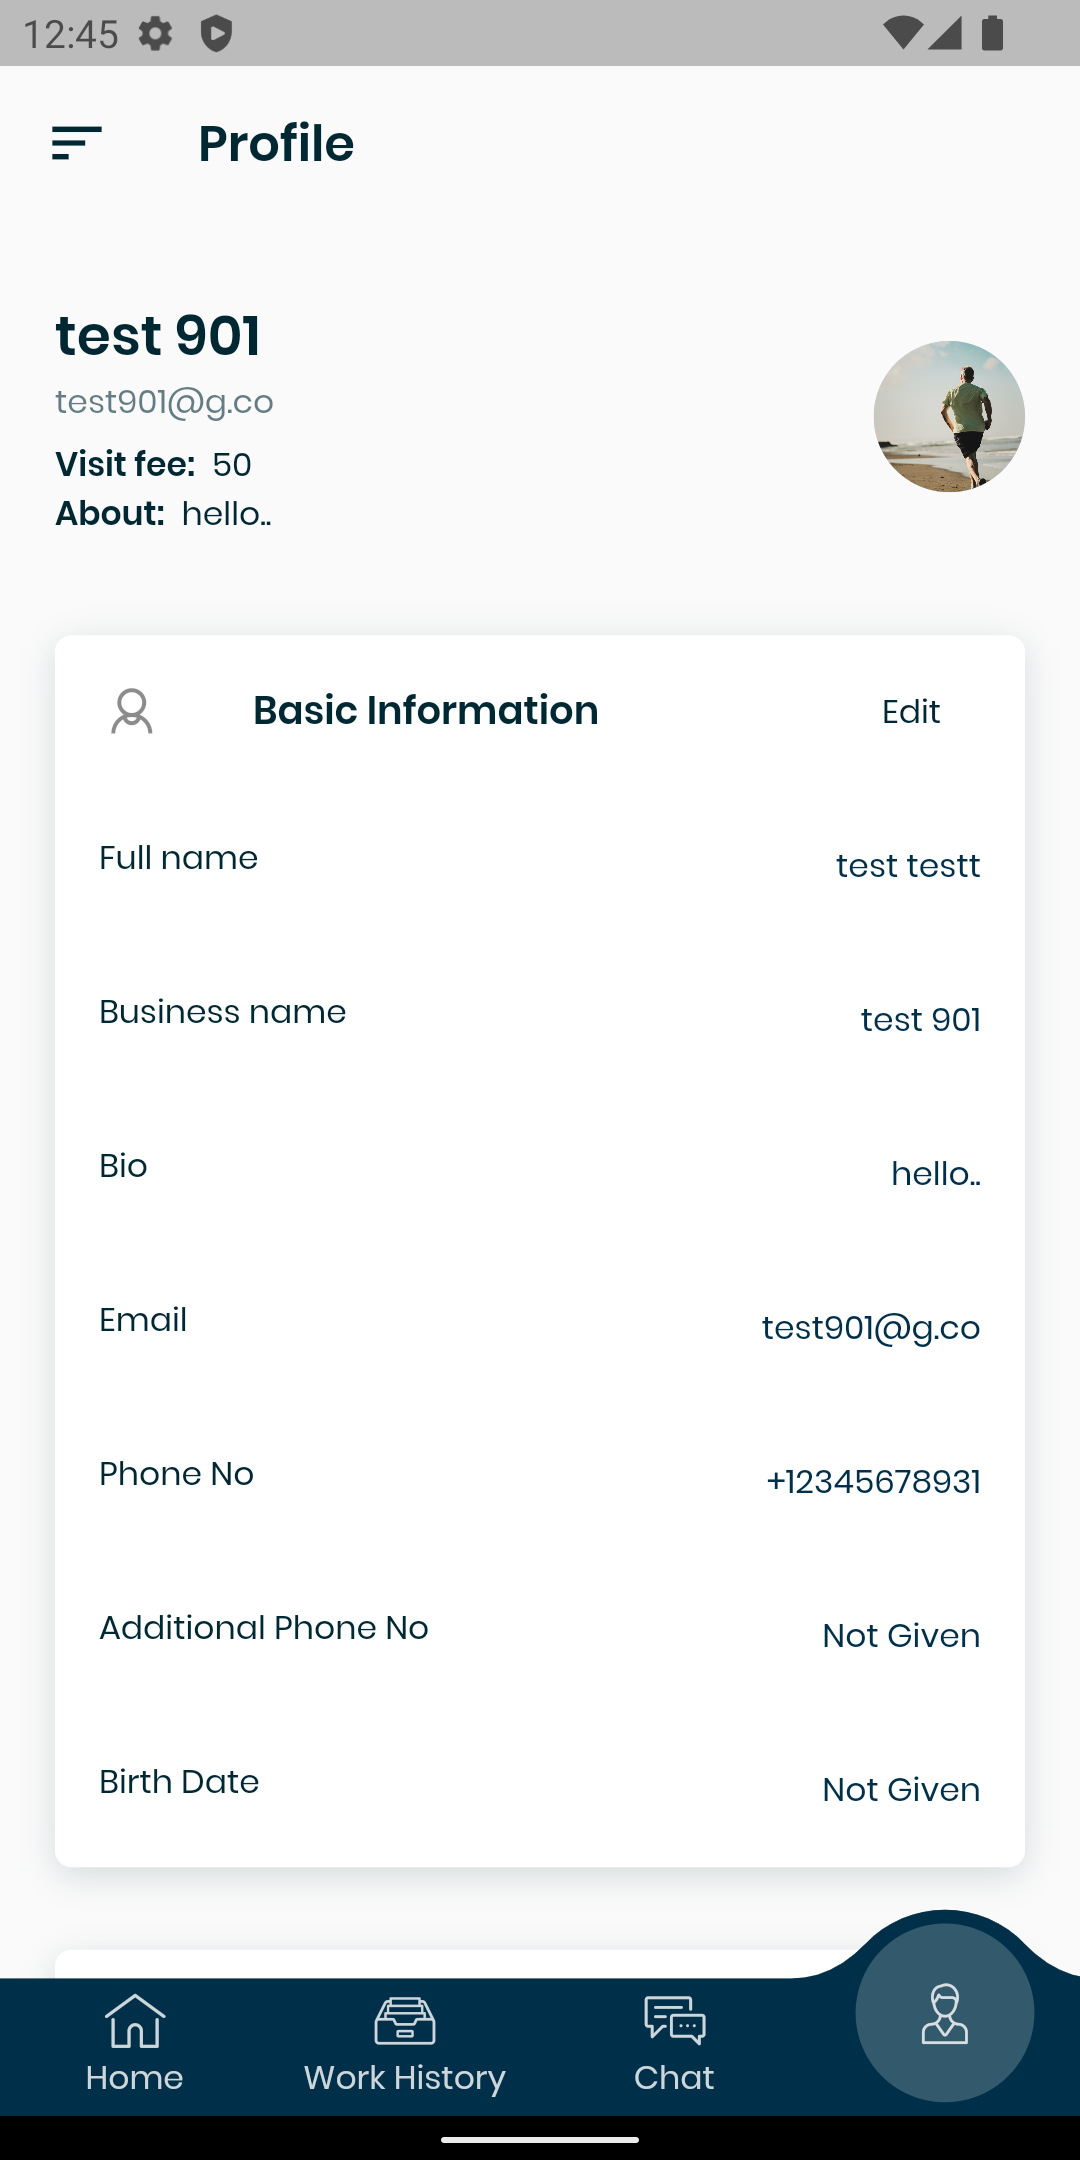 12:45
Profile
test 901
test901@g.co
Visit fee: 50
About: hello..
Basic Information Edit
Full name test testt
Business name test 901
Bio hello..
Email test901@g.co
Phone No +12345678931
Additional Phone No Not Given
Birth Date Not Given
Home Work History Chat